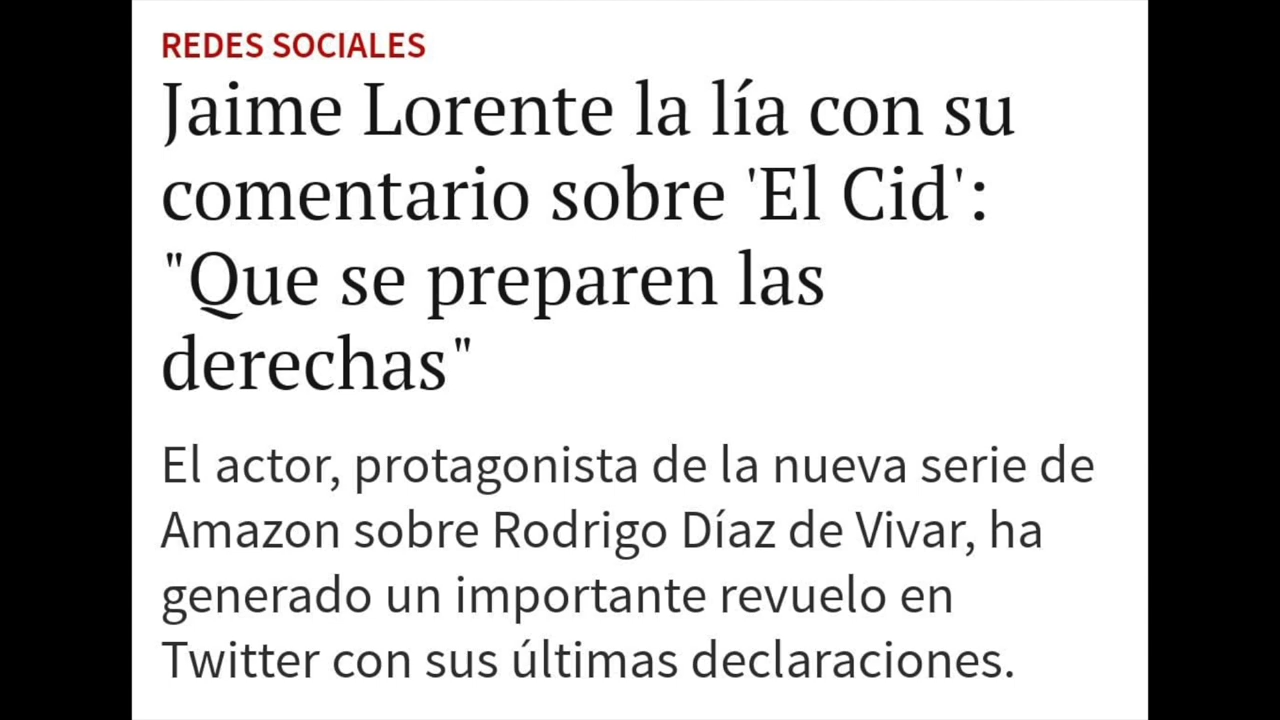 REDES SOCIALES
Jaime Lorente la lía con su
comentario sobre 'El Cid':
"Que se preparen las
derechas"
El actor, protagonista de la nueva serie de
Amazon sobre Rodrigo Díaz de Vivar, ha
generado un importante revuelo en
Twitter con sus últimas declaraciones.